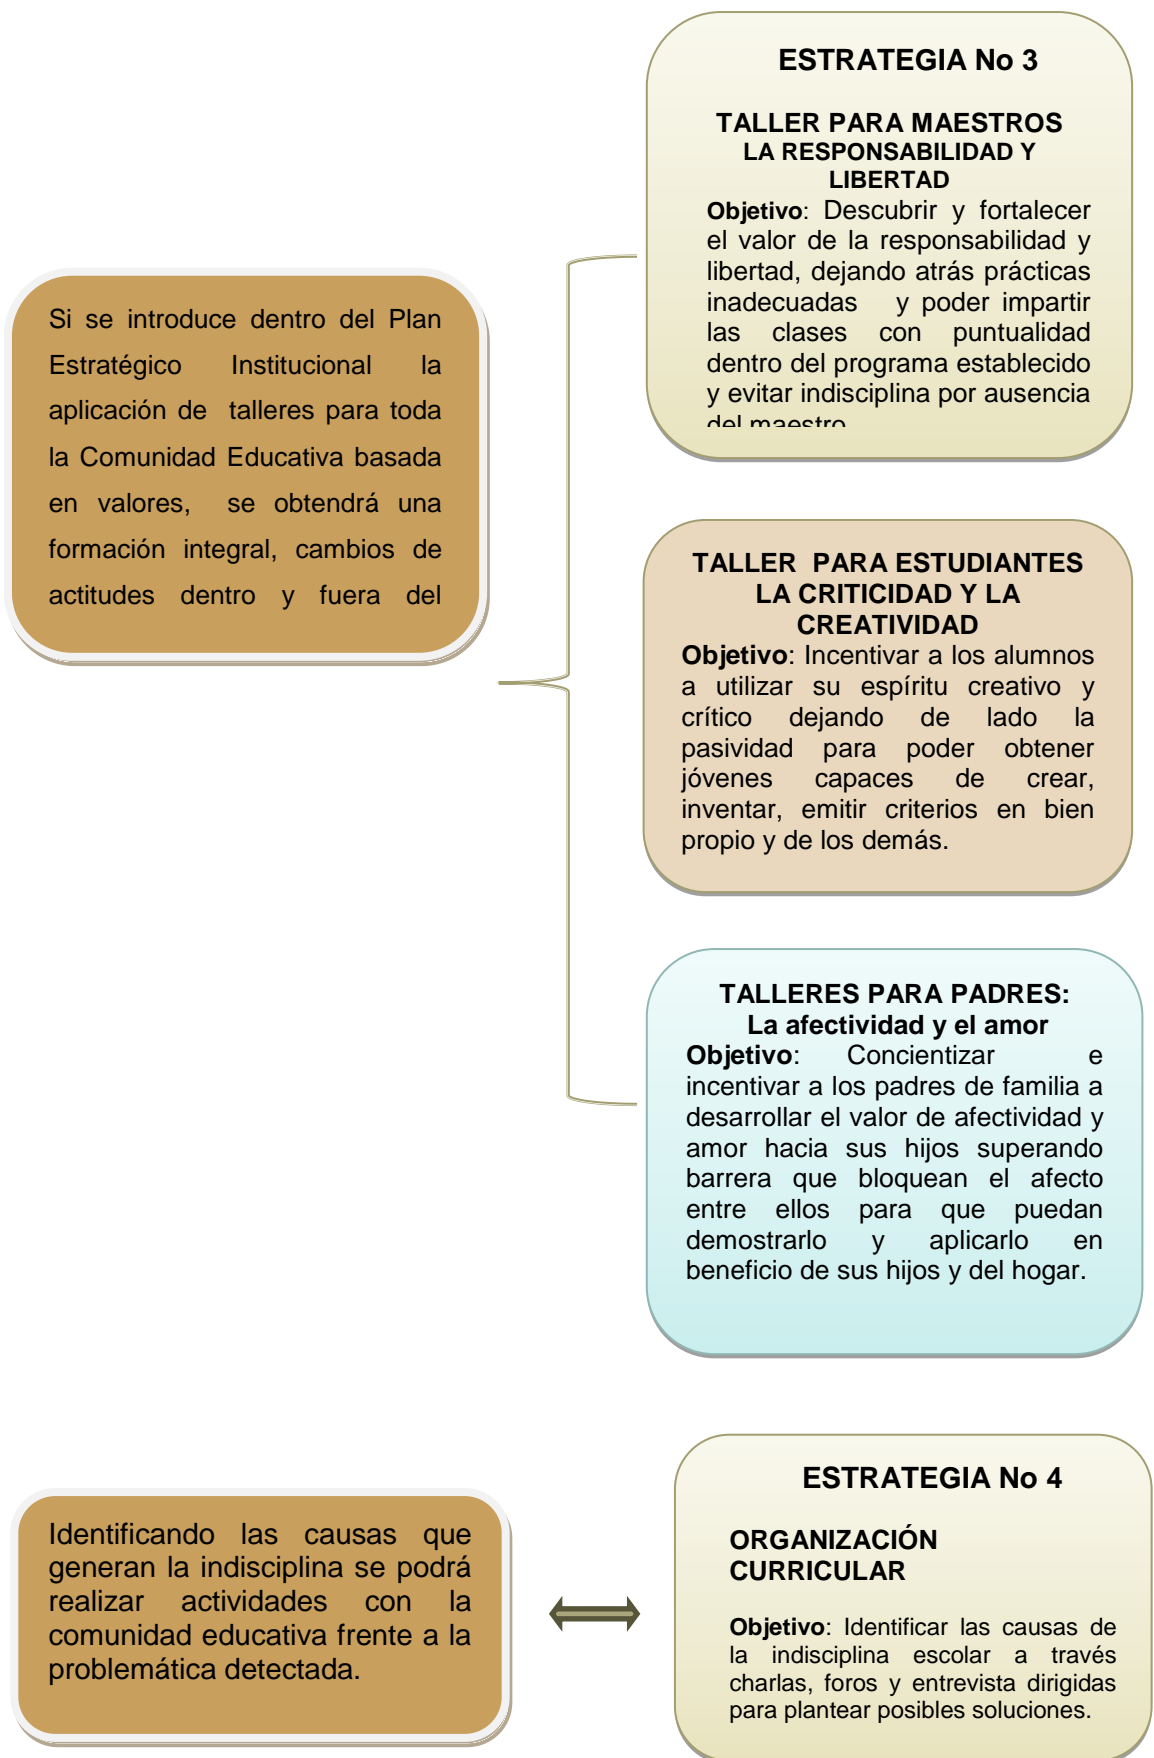 Si se introduce dentro del Plan
Estratégico Institucional la
aplicación de talleres para toda
la Comunidad Educativa basada
en valores, se obtendrá una
formación integral, cambios de
actitudes dentro y fuera del
ESTRATEGIA No 3
TALLER PARA MAESTROS
LA RESPONSABILIDAD Y
LIBERTAD
Objetivo: Descubrir y fortalecer
el valor de la responsabilidad y
libertad, dejando atrás prácticas
inadecuadas y poder impartir
las clases con puntualidad
dentro del programa establecido
y evitar indisciplina por ausencia
del maestro
TALLER PARA ESTUDIANTES
LA CRITICIDAD Y LA
CREATIVIDAD
Objetivo: Incentivar a los alumnos
a utilizar su espíritu creativo y
crítico dejando de lado la
pasividad para poder obtener
jóvenes capaces de crear,
inventar, emitir criterios en bien
propio y de los demás.
TALLERES PARA PADRES:
La afectividad y el amor
Objetivo: Concientizar e
incentivar a los padres de familia a
desarrollar el valor de afectividad y
amor hacia sus hijos superando
barrera que bloquean el afecto
entre ellos para que puedan
demostrarlo y aplicarlo en
beneficio de sus hijos y del hogar.
Identificando las causas que
generan la indisciplina se podrá
realizar actividades con la
comunidad educativa frente a la
problemática detectada.
ESTRATEGIA No 4
ORGANIZACIÓN
CURRICULAR
Objetivo: Identificar las causas de
la indisciplina escolar a través
charlas, foros y entrevista dirigidas
para plantear posibles soluciones.